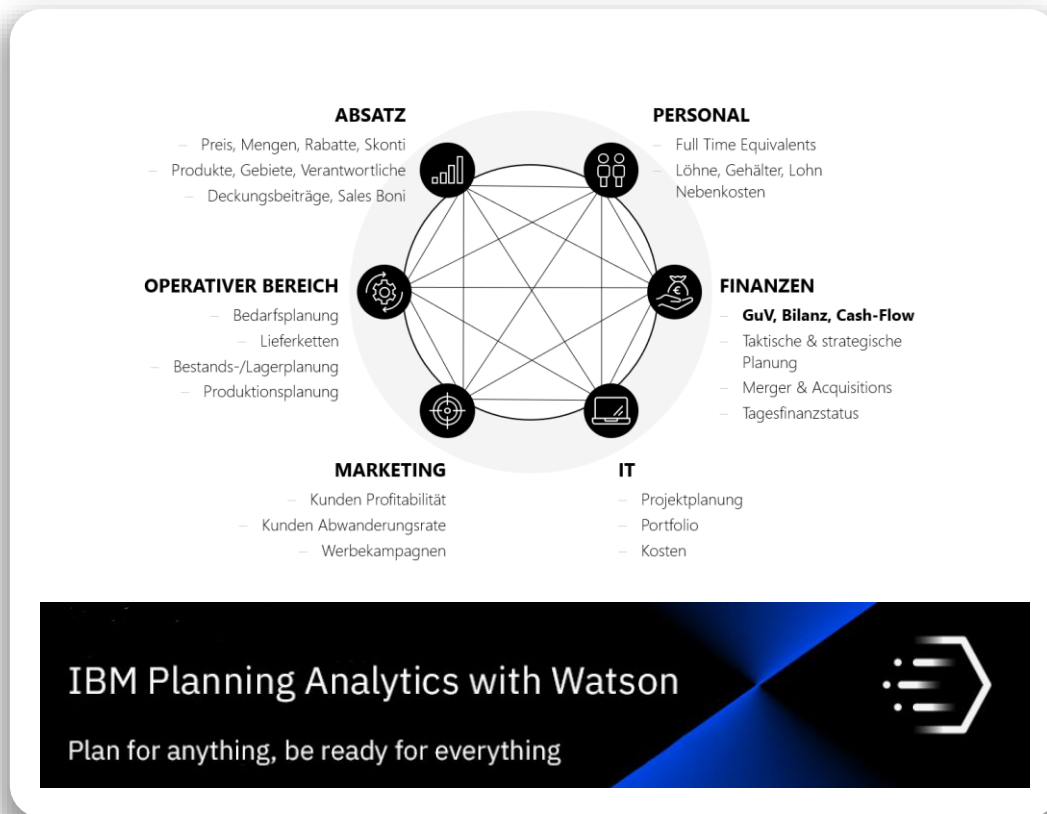 ABSATZ
– Preis, Mengen, Rabatte, Skonti
– Produkte, Gebiete, Verantwortliche
– Deckungsbeiträge, Sales Boni
PERSONAL
– Full Time Equivalents
– Löhne, Gehälter, Lohn
Nebenkosten
OPERATIVER BEREICH
– Bedarfsplanung
– Lieferketten
– Bestands-/Lagerplanung
– Produktionsplanung
FINANZEN
– GuV, Bilanz, Cash-Flow
– Taktische & strategische
Planung
– Merger & Acquisitions
– Tagesfinanzstatus
MARKETING
– Kunden Profitabilität
– Kunden Abwanderungsrate
– Werbekampagnen
IT
– Projektplanung
– Portfolio
– Kosten
€
IBM Planning Analytics with Watson
Plan for anything, be ready for everything